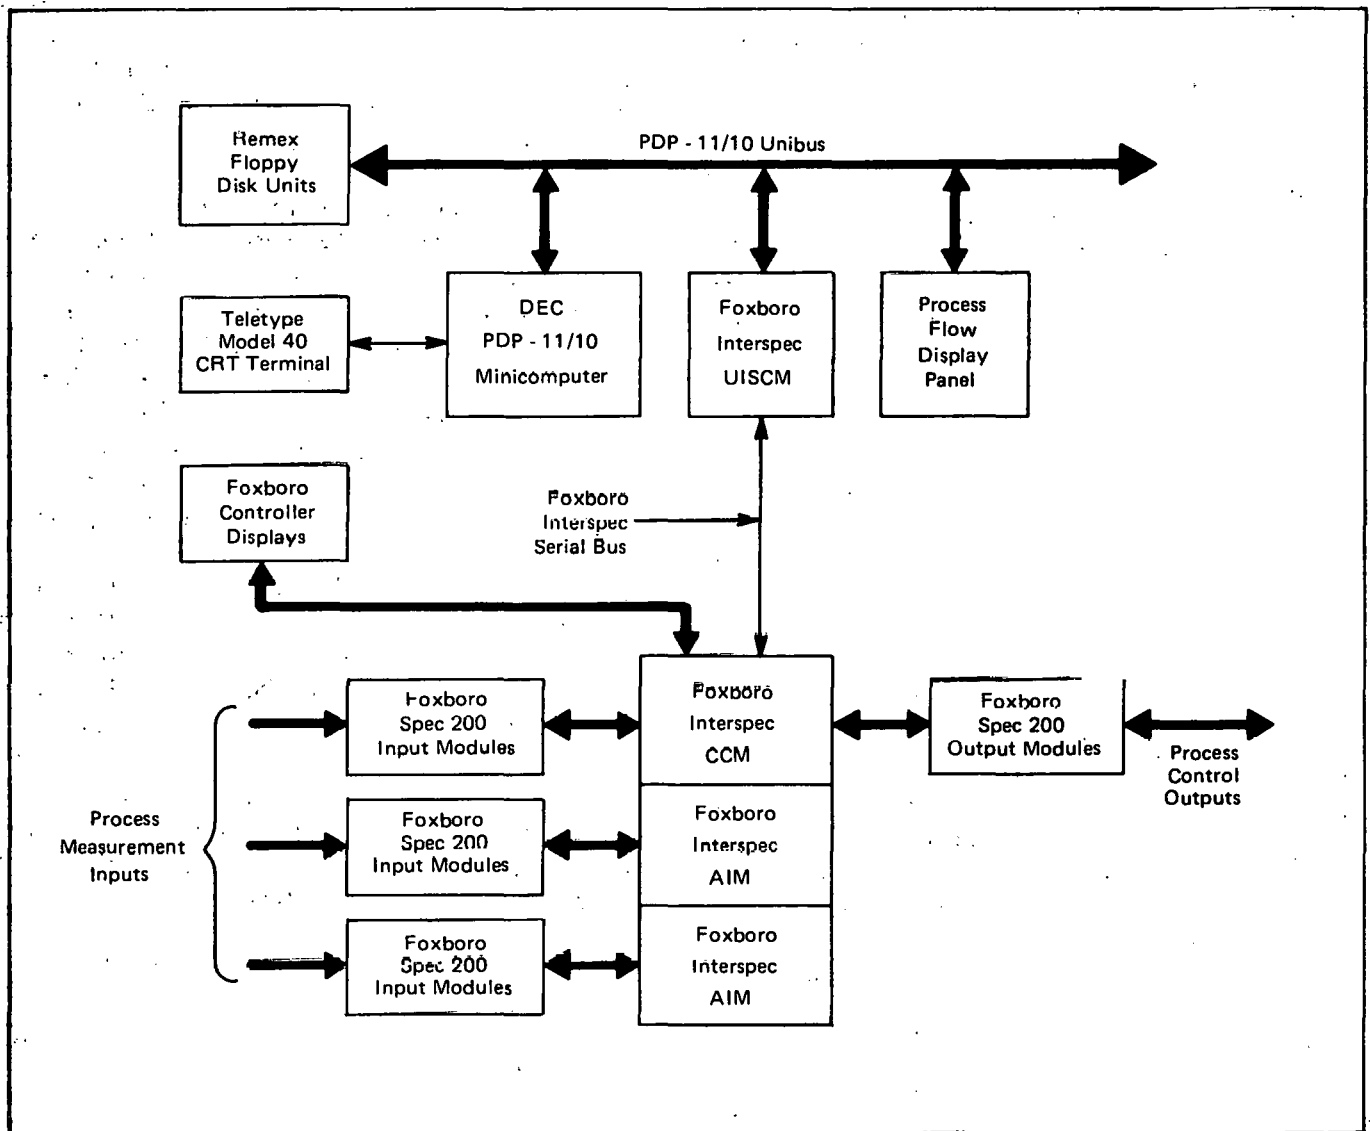 Remex
Floppy
Disk Units
PDP - 11/10 Unibus
Teletype
Model 40
CRT Terminal
DEC
PDP - 11/10
Minicomputer
Foxboro
Interspec
UISCM
Process
Flow
Display
Panel
Foxboro
Controller
Displays
Foxboro
Interspec
Serial Bus
Process
Measurement
Inputs
Foxboro
Spec 200
Input Modules
Foxboro
Spec 200
Input Modules
Foxboro
Spec 200
Input Modules
Foxboro
Interspec
CCM
Foxboro
Interspec
AIM
Foxboro
Interspec
AIM
Foxboro
Spec 200
Output Modules
Process
Control
Outputs